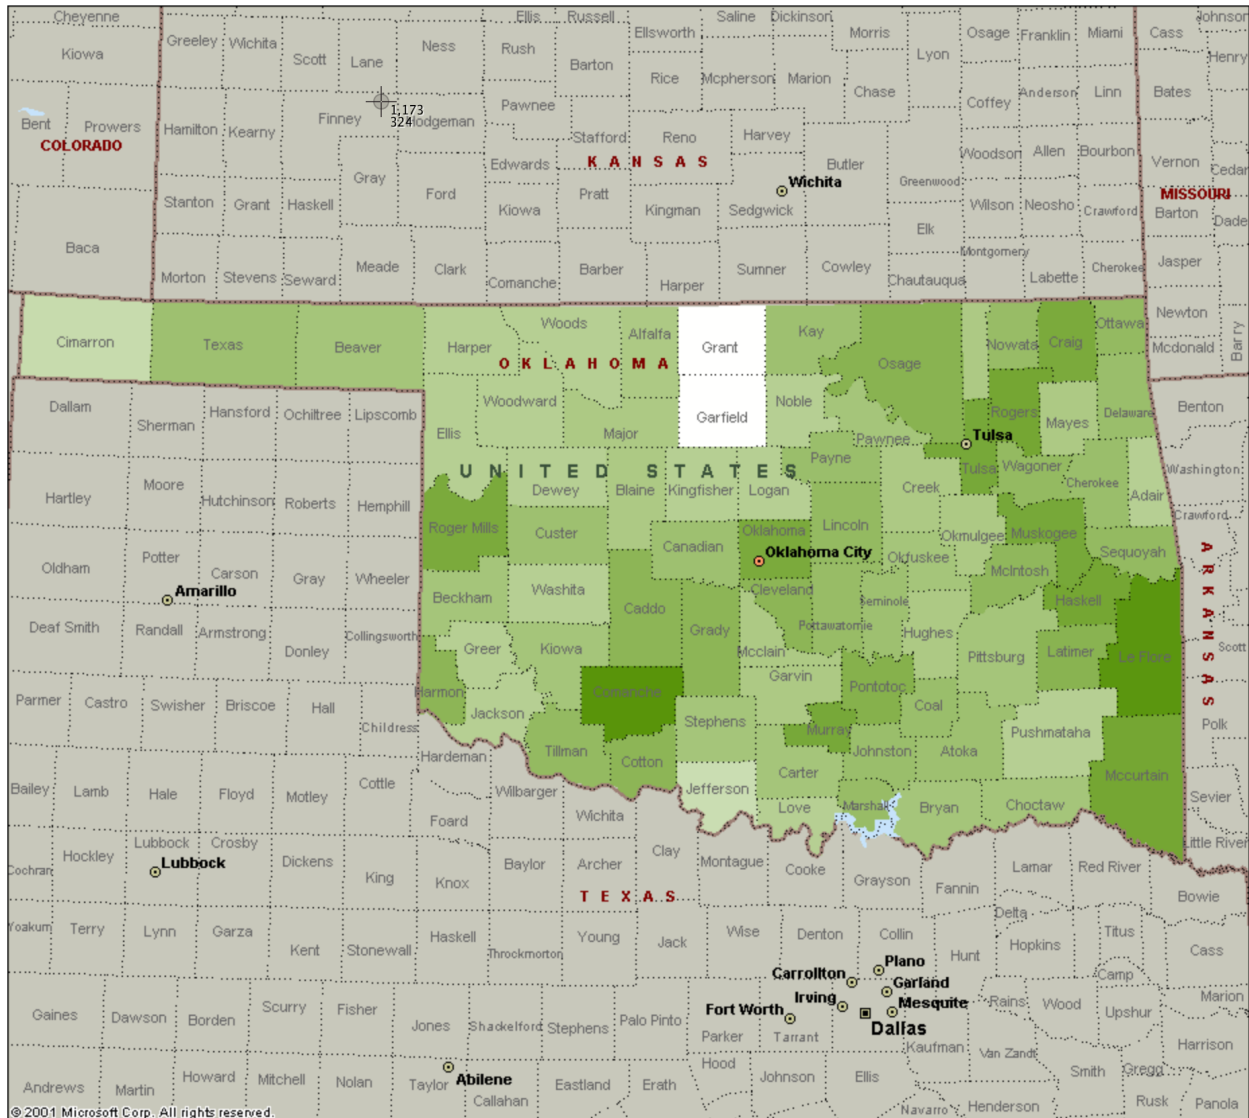 Cheyenne Greeley Wichita Scott Lane Ness Ellis Rush Russell Barton Ellsworth Saline Dickinson Morris Lyon Osage Franklin Miami Cass Johnson
Kiowa Rice Mcpherson Marion Chase Coffey Anderson Linn Bates Henry
Bent Prowers Hamilton Kearny Finney 1,173
324 Hodgeman Pawnee Stafford Reno Harvey Butler Woodson Allen Bourbon Vernon Cedar
COLORADO Gray Edwards KANSAS Wichita Greenwood MISSOURI
Stanton Grant Haskell Ford Kiowa Pratt Kingman Sedgwick Elk Wilson Neosho Crawford Barton Dade
Baca Morton Stevens Seward Meade Clark Comanche Barber Harper Sumner Cowley Chautauqua Montgomery Labette Cherokee Jasper
Cimarron Texas Beaver Harper Woods Alfalfa Grant Kay Osage Nowata Craig Ottawa Newton Mcdonald Barry
OKLAHOMA
Dallam Sherman Hansford Ochiltree Lipscomb Ellis Woodward Major Garfield Noble Pawnee Rogers Mayes Delaware Benton
Tulsa
UNITED STATES
Hartley Moore Hutchinson Roberts Hemphill Dewey Blaine Kingfisher Logan Payne Creek Tulsa Wagoner Cherokee Adair Washington
Roger Mills Custer Canadian Oklahoma Lincoln Okmulgee Muskogee Sequoyah Crawford
Oldham Potter Carson Gray Wheeler Oklahoma City Okfuskee Mcintosh
Amarillo Beckham Washita Caddo Cleveland Seminole Haskell ARKANSAS
Deaf Smith Randall Armstrong Donley Collingsworth Greer Kiowa Grady Mcclain Pottawatomie Hughes Pittsburg Latimer Le Flore Scott
Parmer Castro Swisher Briscoe Hall Childress Harmon Jackson Comanche Stephens Garvin Pontotoc Coal Pushmataha Polk
Hardeman Tillman Cotton Murray Johnston Atoka
Bailey Lamb Hale Floyd Motley Cottle Wilbarger Jefferson Carter Love Marshall Bryan Choctaw Mccurtain Sevier
Foard Wichita Clay Montague Cooke Grayson Fannin Lamar Red River Little River
Cochran Hockley Lubbock Crosby Dickens King Knox Baylor Archer Bowie
Lubbock
TEXAS
Yoakum Terry Lynn Garza Kent Stonewall Haskell Throckmorton Young Jack Wise Denton Collin Hunt Delta Hopkins Titus Camp Cass
Carrollton Plano Garland Irving Mesquite Fort Worth Dallas
Gaines Dawson Borden Scurry Fisher Jones Shackelford Stephens Palo Pinto Parker Tarrant Kaufman Rains Wood Upshur Marion
Andrews Martin Howard Mitchell Nolan Taylor Abilene Callahan Eastland Erath Hood Johnson Ellis Navarro Van Zandt Henderson Smith Gregg Harrison Rusk Panola
© 2001 Microsoft Corp. All rights reserved.